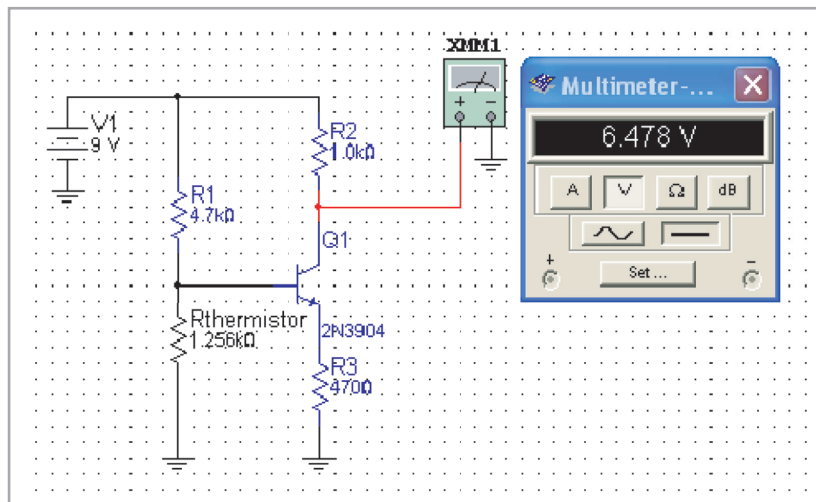 XMM1
Multimeter-...
6.478 V
A
V
Ω
dB
Set ...
+
−
+
−
V1
9 V
R2
1.0kΩ
R1
4.7kΩ
Q1
2N3904
Rthermistor
1.256kΩ
R3
470Ω